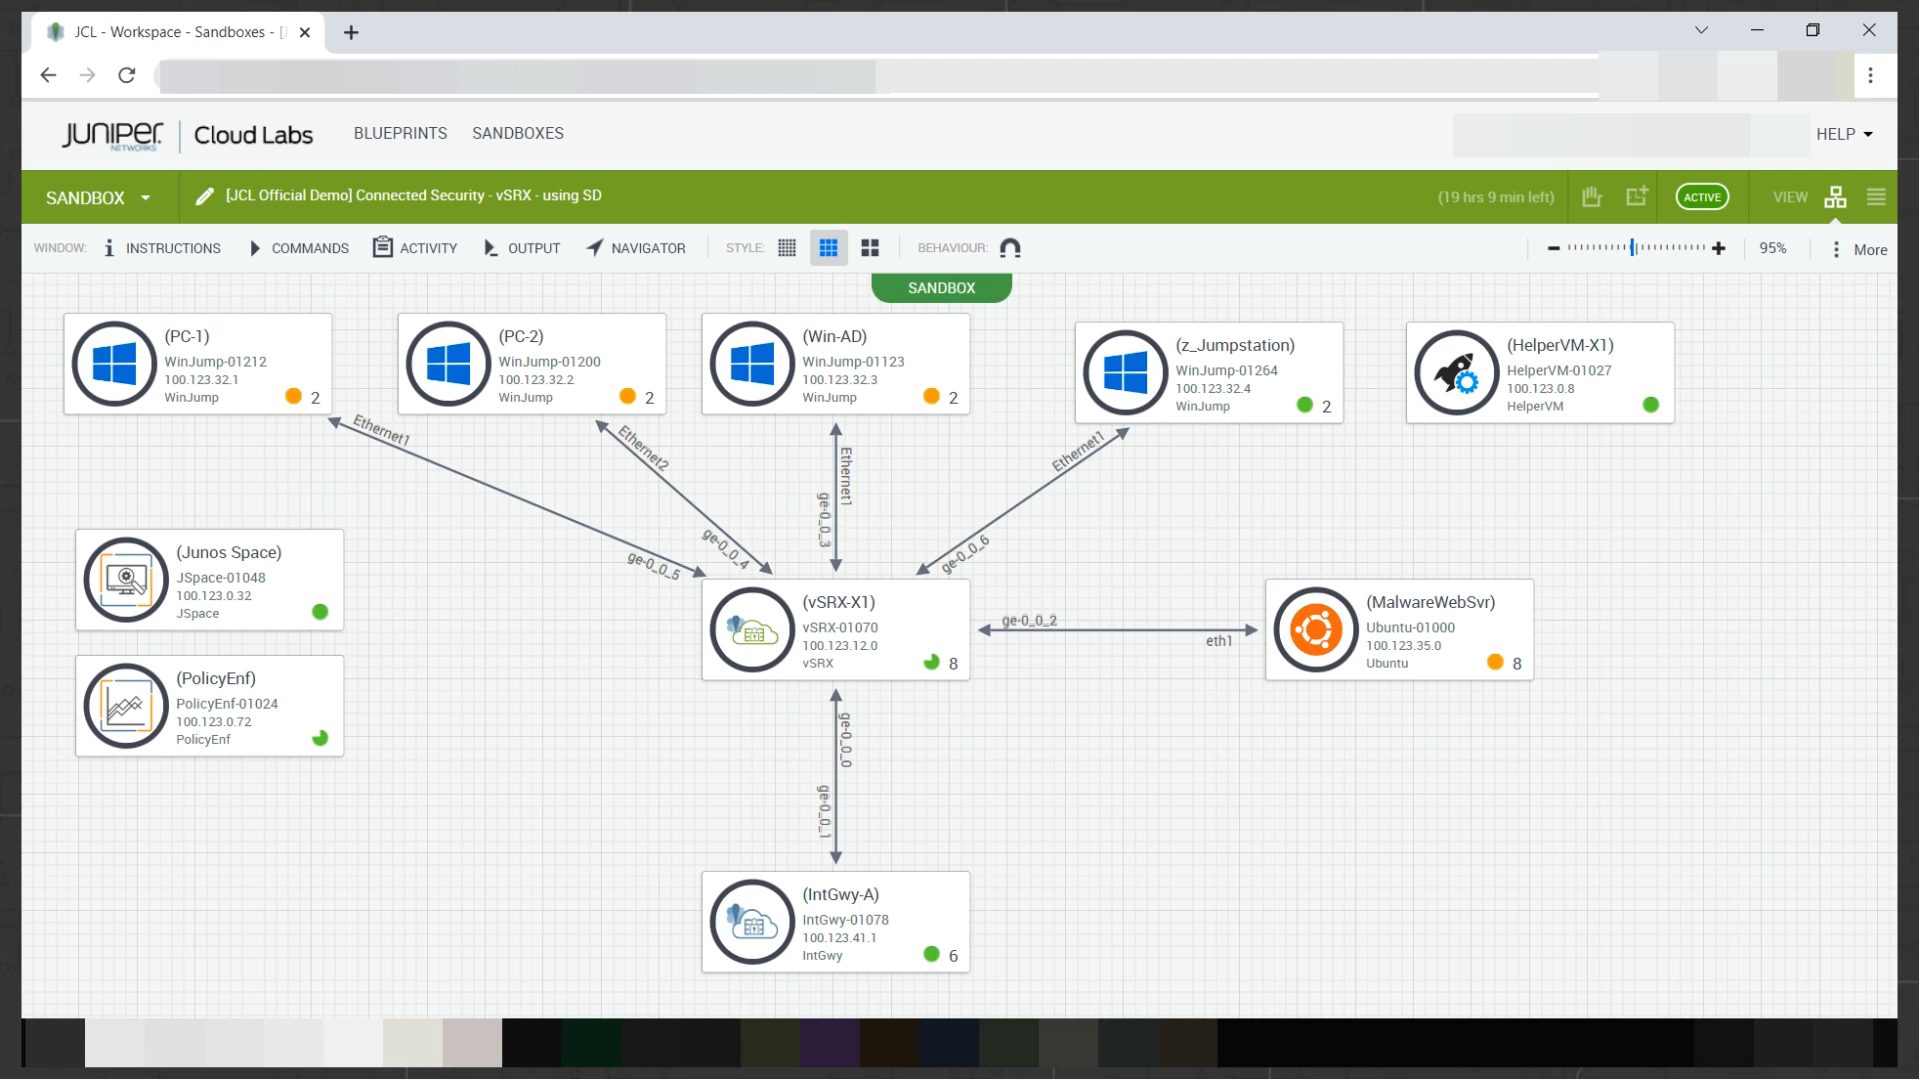 JCL - Workspace - Sandboxes - [
JUNIPER NETWORKS | Cloud Labs
BLUEPRINTS
SANDBOXES
HELP
SANDBOX
[JCL Official Demo] Connected Security - vSRX - using SD
(19 hrs 9 min left)
ACTIVE
VIEW
WINDOW:
INSTRUCTIONS
COMMANDS
ACTIVITY
OUTPUT
NAVIGATOR
STYLE:
BEHAVIOUR:
95%
More
SANDBOX
(PC-1)
WinJump-01212
100.123.32.1
WinJump
2
(PC-2)
WinJump-01200
100.123.32.2
WinJump
2
(Win-AD)
WinJump-01123
100.123.32.3
WinJump
2
(z_Jumpstation)
WinJump-01264
100.123.32.4
WinJump
2
(HelperVM-X1)
HelperVM-01027
100.123.0.8
HelperVM
Ethernet1
Ethernet2
Ethernet1
Ethernet1
ge-0_0_5
ge-0_0_4
ge-0_0_3
ge-0_0_6
(Junos Space)
JSpace-01048
100.123.0.32
JSpace
(vSRX-X1)
vSRX-01070
100.123.12.0
vSRX
8
ge-0_0_2
eth1
(MalwareWebSvr)
Ubuntu-01000
100.123.35.0
Ubuntu
8
(PolicyEnf)
PolicyEnf-01024
100.123.0.72
PolicyEnf
ge-0_0_0
ge-0_0_1
(IntGwy-A)
IntGwy-01078
100.123.41.1
IntGwy
6